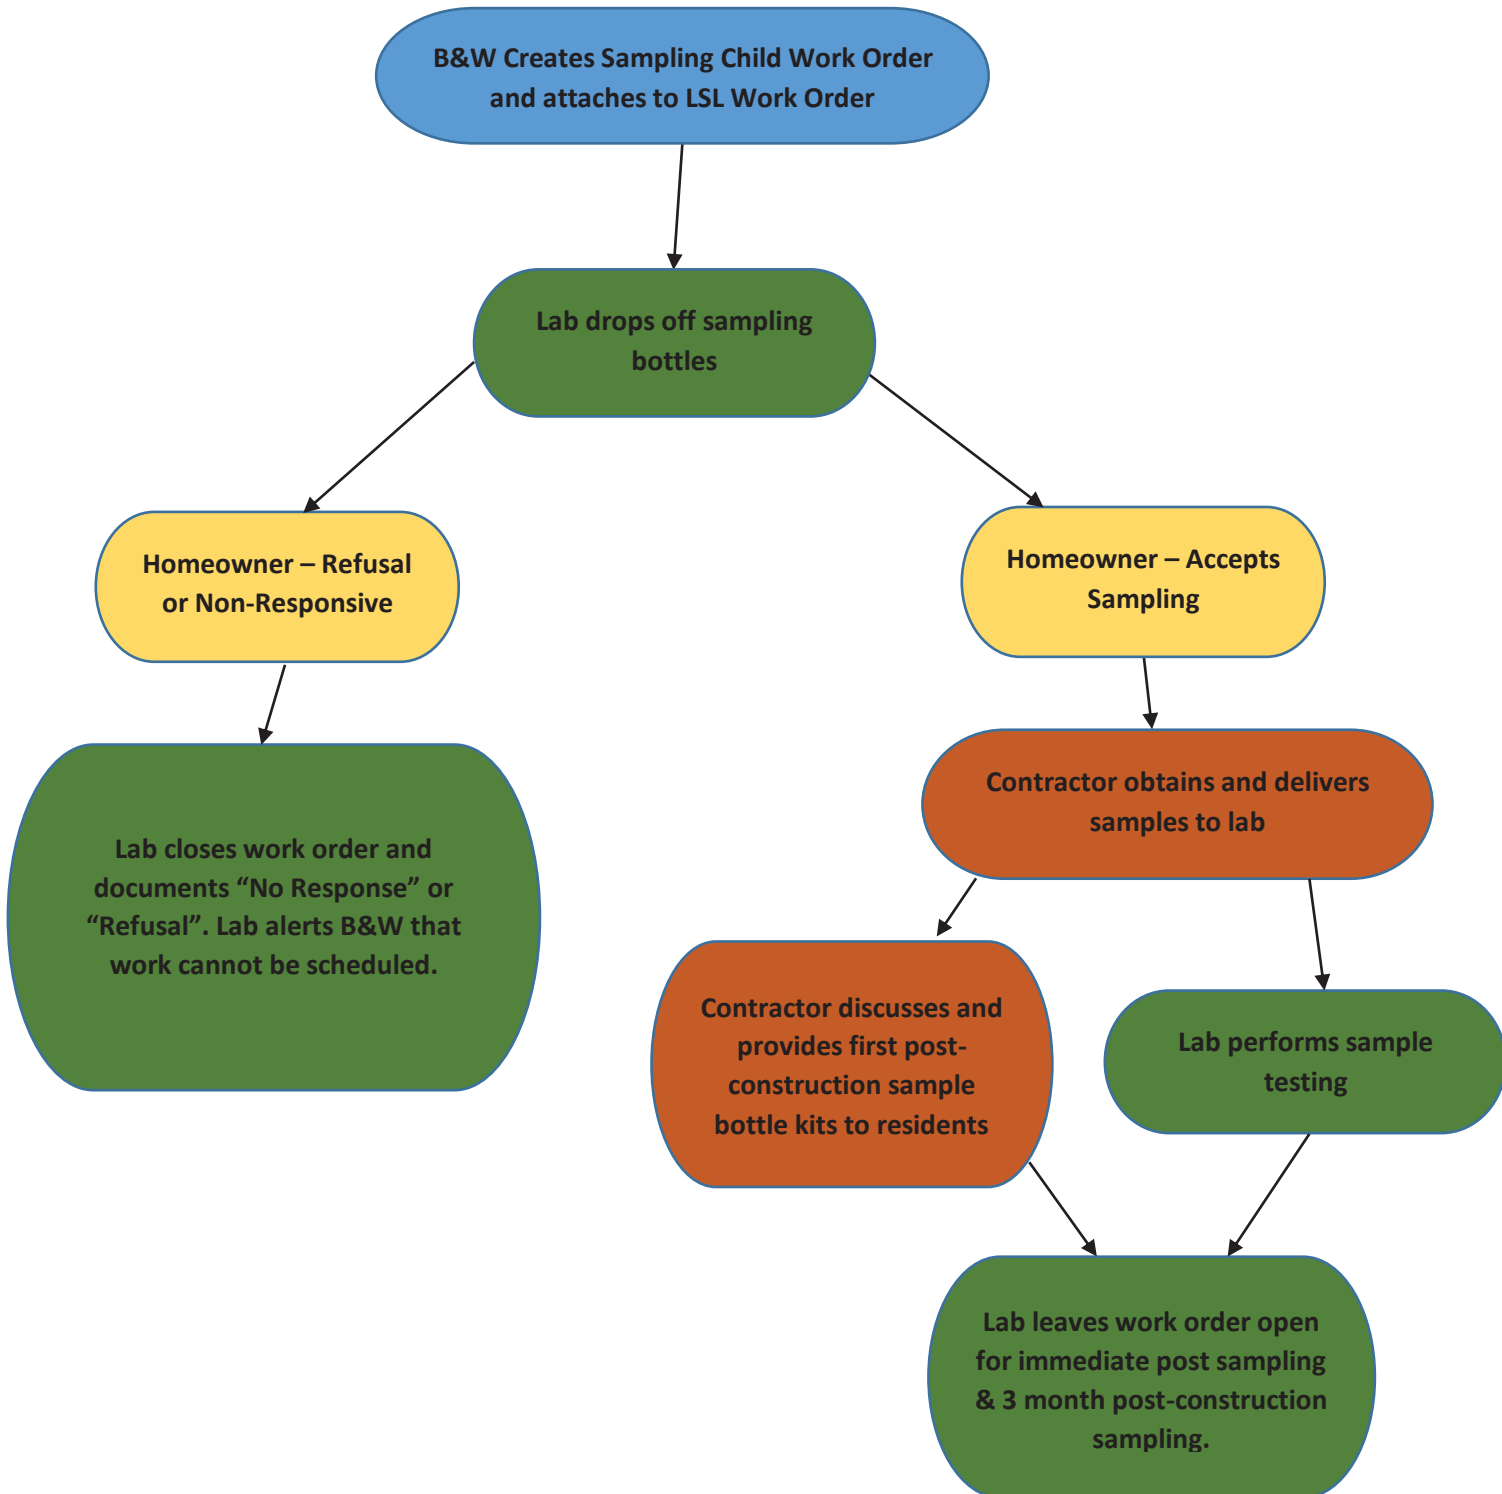 B&W Creates Sampling Child Work Order
and attaches to LSL Work Order
Lab drops off sampling
bottles
Homeowner – Refusal
or Non-Responsive
Homeowner – Accepts
Sampling
Lab closes work order and
documents “No Response” or
“Refusal”. Lab alerts B&W that
work cannot be scheduled.
Contractor obtains and delivers
samples to lab
Contractor discusses and
provides first post-
construction sample
bottle kits to residents
Lab performs sample
testing
Lab leaves work order open
for immediate post sampling
& 3 month post-construction
sampling.